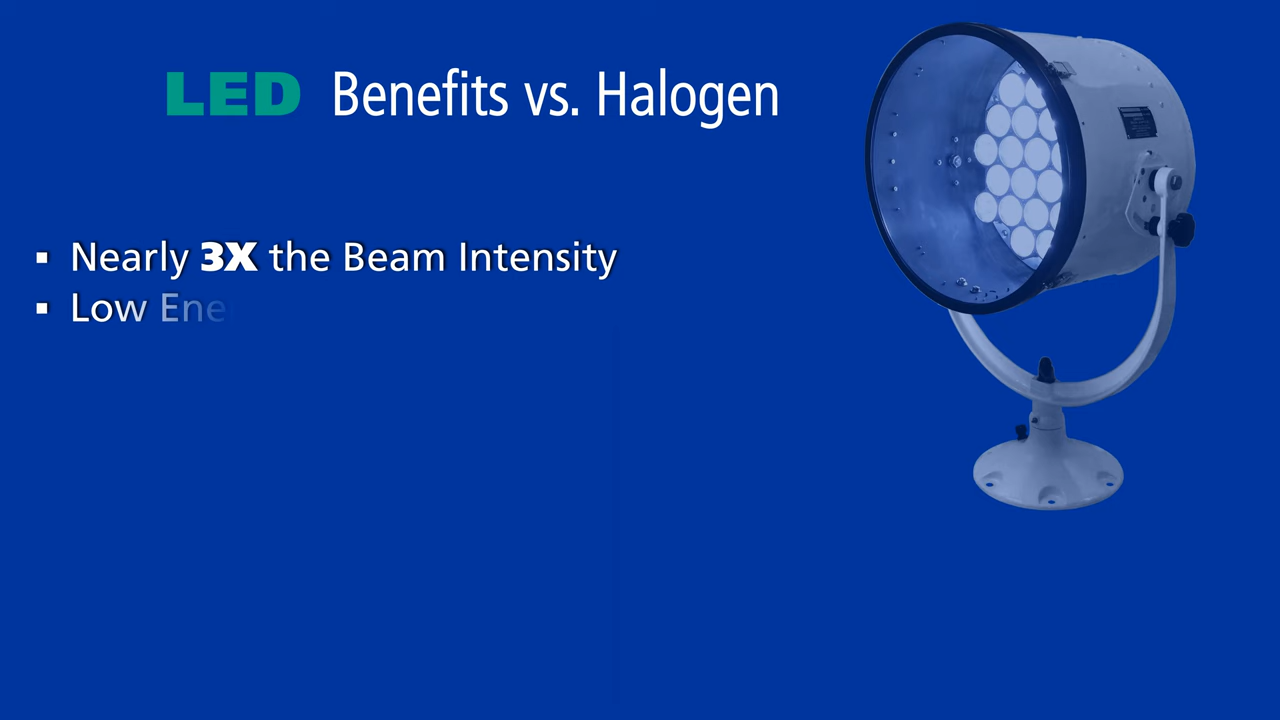 LED Benefits vs. Halogen
▪ Nearly 3X the Beam Intensity
▪ Low Ene